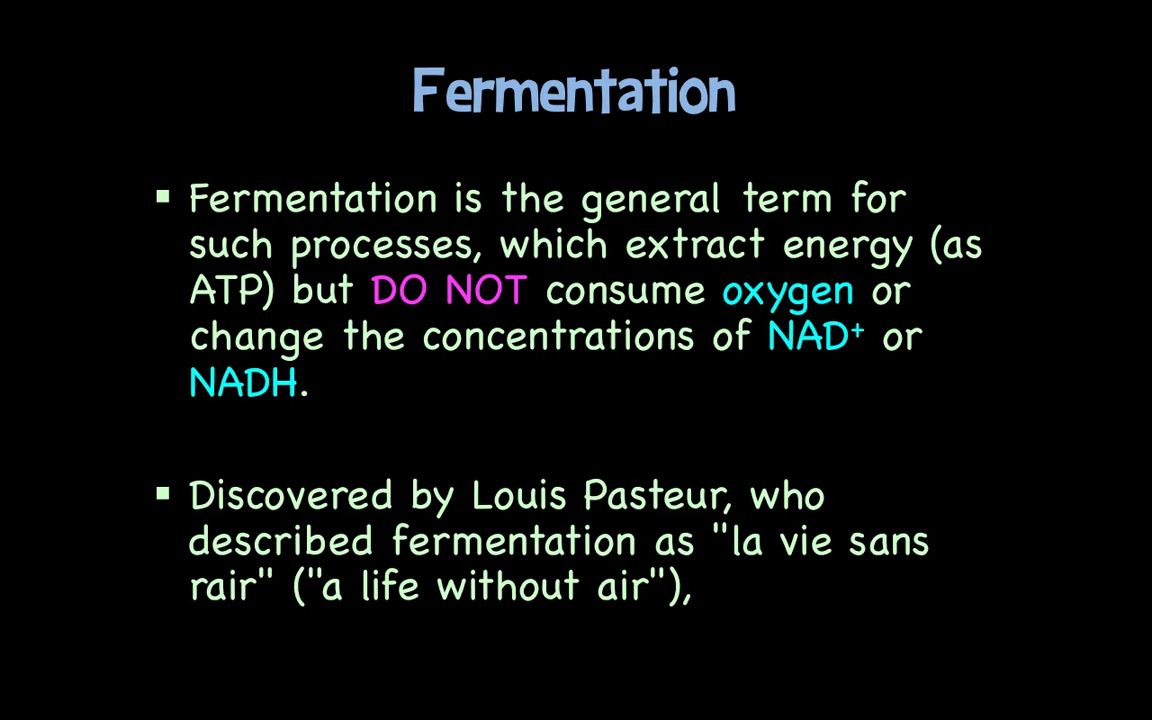 Fermentation
▪ Fermentation is the general term for
such processes, which extract energy (as
ATP) but DO NOT consume oxygen or
change the concentrations of NAD⁺ or
NADH.
▪ Discovered by Louis Pasteur, who
described fermentation as "la vie sans
rair" ("a life without air"),